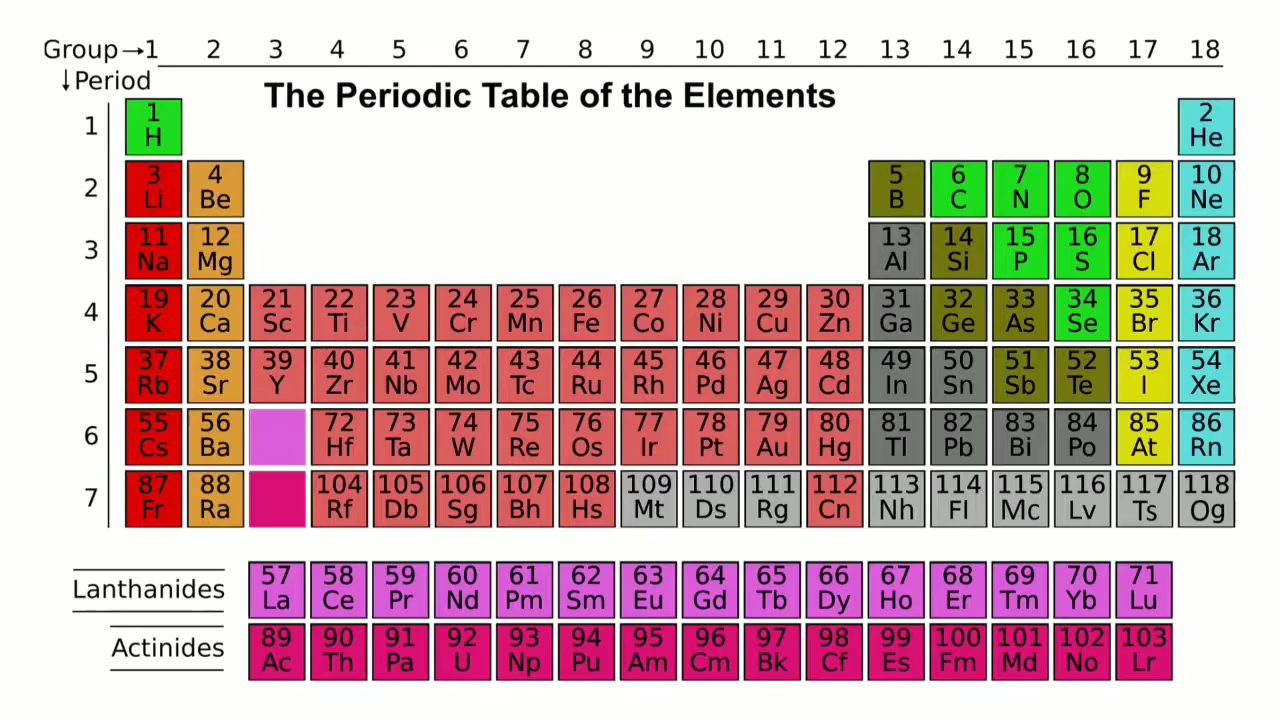 Group→1 2 3 4 5 6 7 8 9 10 11 12 13 14 15 16 17 18
↓Period
The Periodic Table of the Elements
1 1 2
H He
2 3 4 5 6 7 8 9 10
Li Be B C N O F Ne
3 11 12 13 14 15 16 17 18
Na Mg Al Si P S Cl Ar
4 19 20 21 22 23 24 25 26 27 28 29 30 31 32 33 34 35 36
K Ca Sc Ti V Cr Mn Fe Co Ni Cu Zn Ga Ge As Se Br Kr
5 37 38 39 40 41 42 43 44 45 46 47 48 49 50 51 52 53 54
Rb Sr Y Zr Nb Mo Tc Ru Rh Pd Ag Cd In Sn Sb Te I Xe
6 55 56 72 73 74 75 76 77 78 79 80 81 82 83 84 85 86
Cs Ba Hf Ta W Re Os Ir Pt Au Hg Tl Pb Bi Po At Rn
7 87 88 104 105 106 107 108 109 110 111 112 113 114 115 116 117 118
Fr Ra Rf Db Sg Bh Hs Mt Ds Rg Cn Nh Fl Mc Lv Ts Og
Lanthanides 57 58 59 60 61 62 63 64 65 66 67 68 69 70 71
La Ce Pr Nd Pm Sm Eu Gd Tb Dy Ho Er Tm Yb Lu
Actinides 89 90 91 92 93 94 95 96 97 98 99 100 101 102 103
Ac Th Pa U Np Pu Am Cm Bk Cf Es Fm Md No Lr